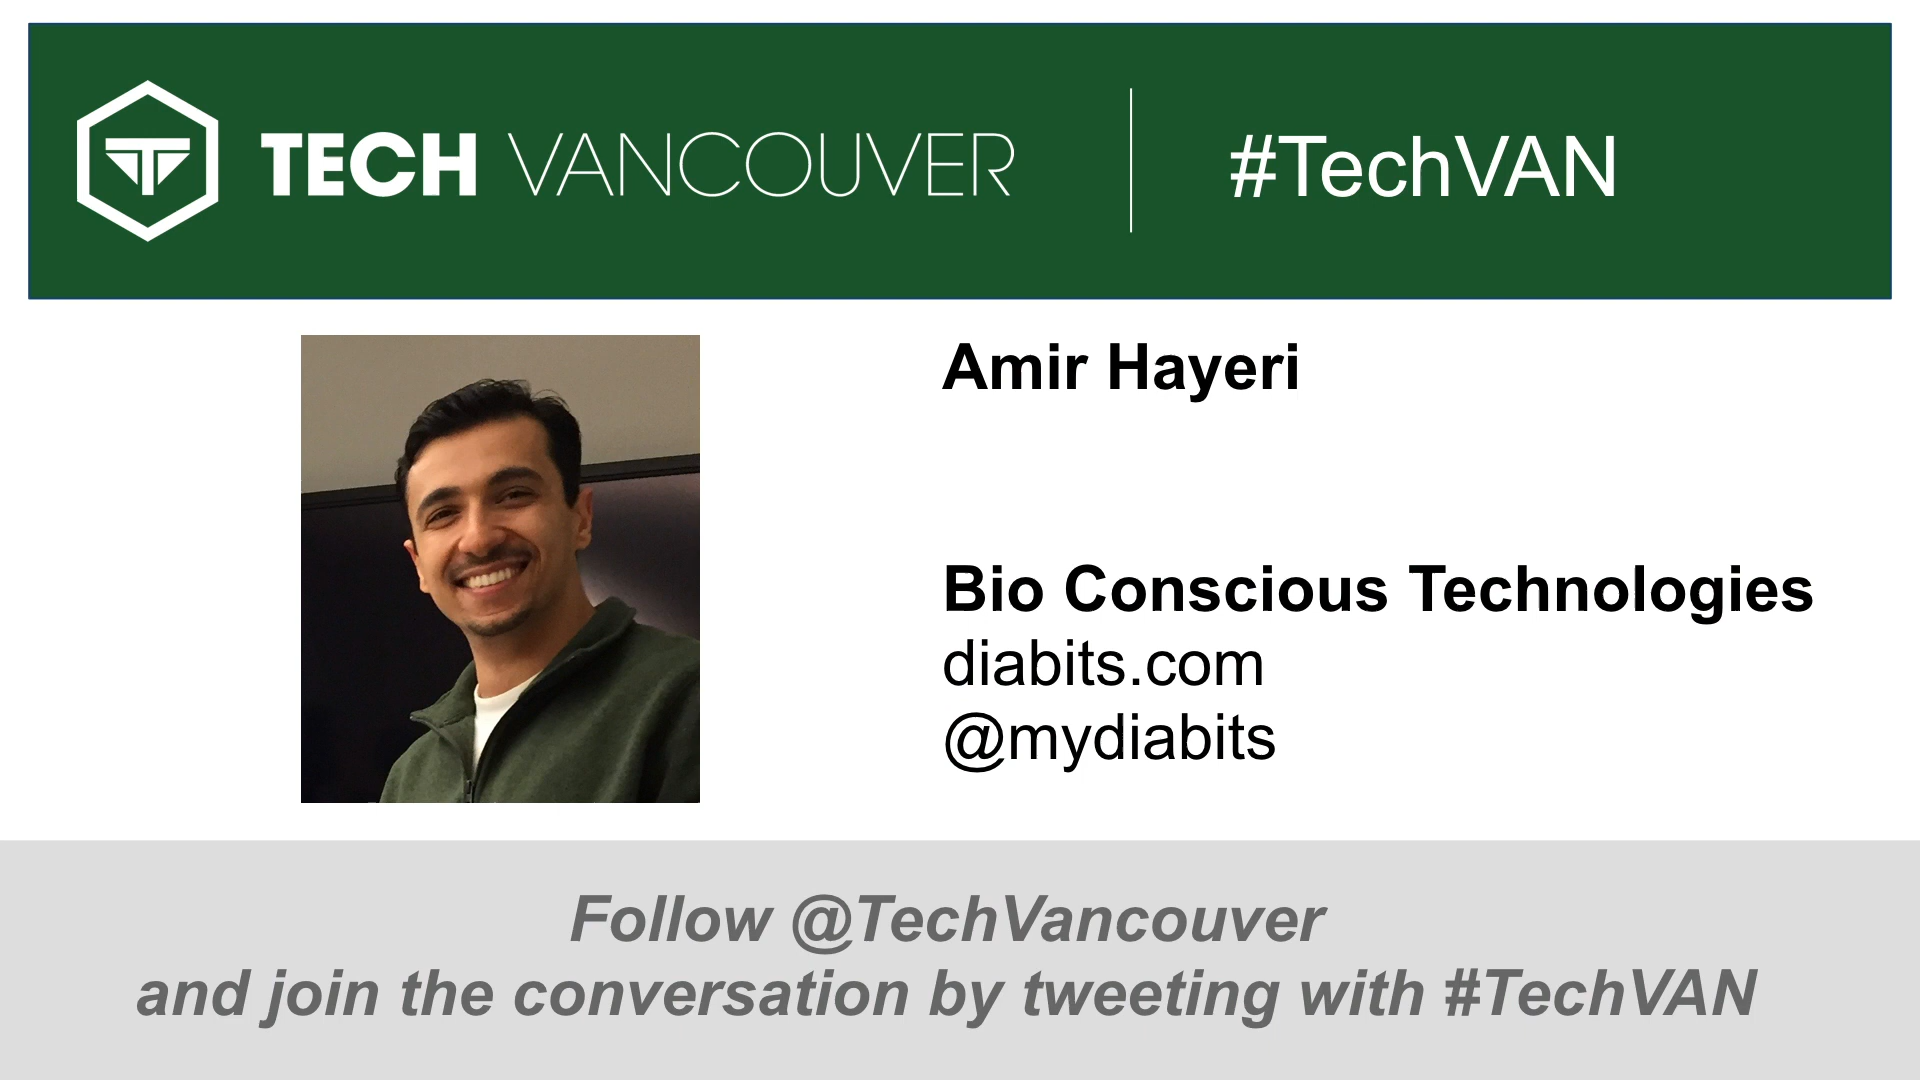 TECH VANCOUVER
#TechVAN
Amir Hayeri
Bio Conscious Technologies
diabits.com
@mydiabits
Follow @TechVancouver
and join the conversation by tweeting with #TechVAN